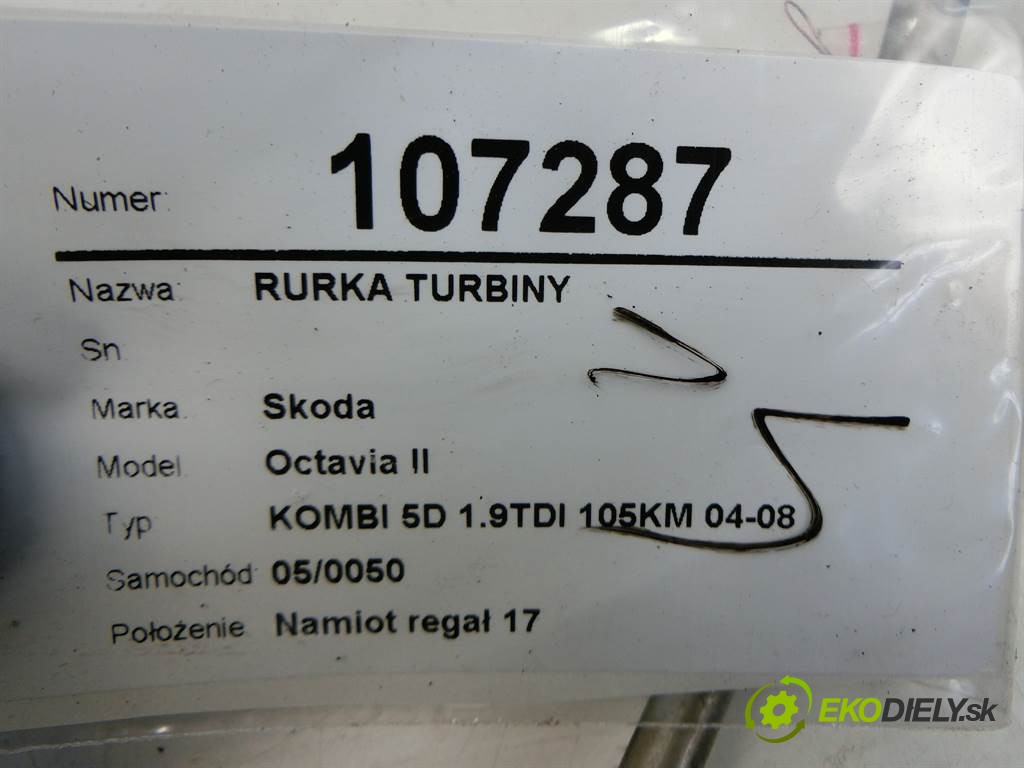 Numer: 107287
Nazwa: RURKA TURBINY
Sn
Marka: Skoda
Model Octavia II
Typ KOMBI 5D 1.9TDI 105KM 04-08
Samochód 05/0050
Położenie Namiot regał 17
EKODIELY.sk